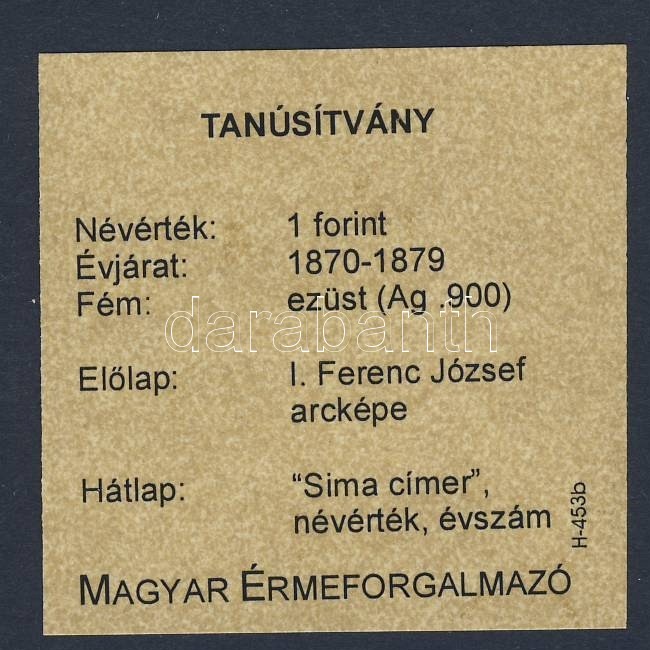 TANÚSÍTVÁNY
Névérték: 1 forint
Évjárat: 1870-1879
Fém: ezüst (Ag .900)
darabanth
Előlap: I. Ferenc József
arcképe
Hátlap: “Sima címer”,
névérték, évszám
H-453b
MAGYAR ÉRMEFORGALMAZÓ